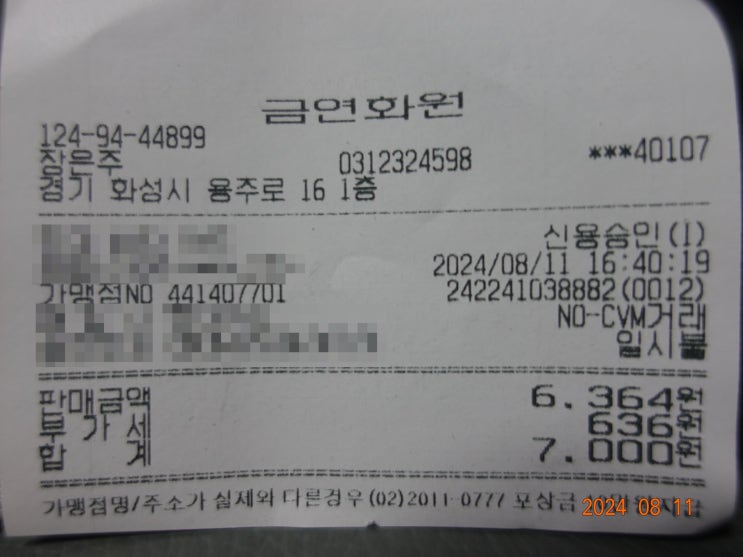 금연화원
124-94-44899
장은주 0312324598 ***40107
경기 화성시 용주로 16 1층
신용승인(1)
2024/08/11 16:40:19
가맹점NO 441407701 242241038882(0012)
NO-CVM거래
일시불
판매금액 6.364원
부 가 세 636원
합 계 7.000원
가맹점명/주소가 실제와 다른경우(02)2011-0777 포상금
2024 08 11